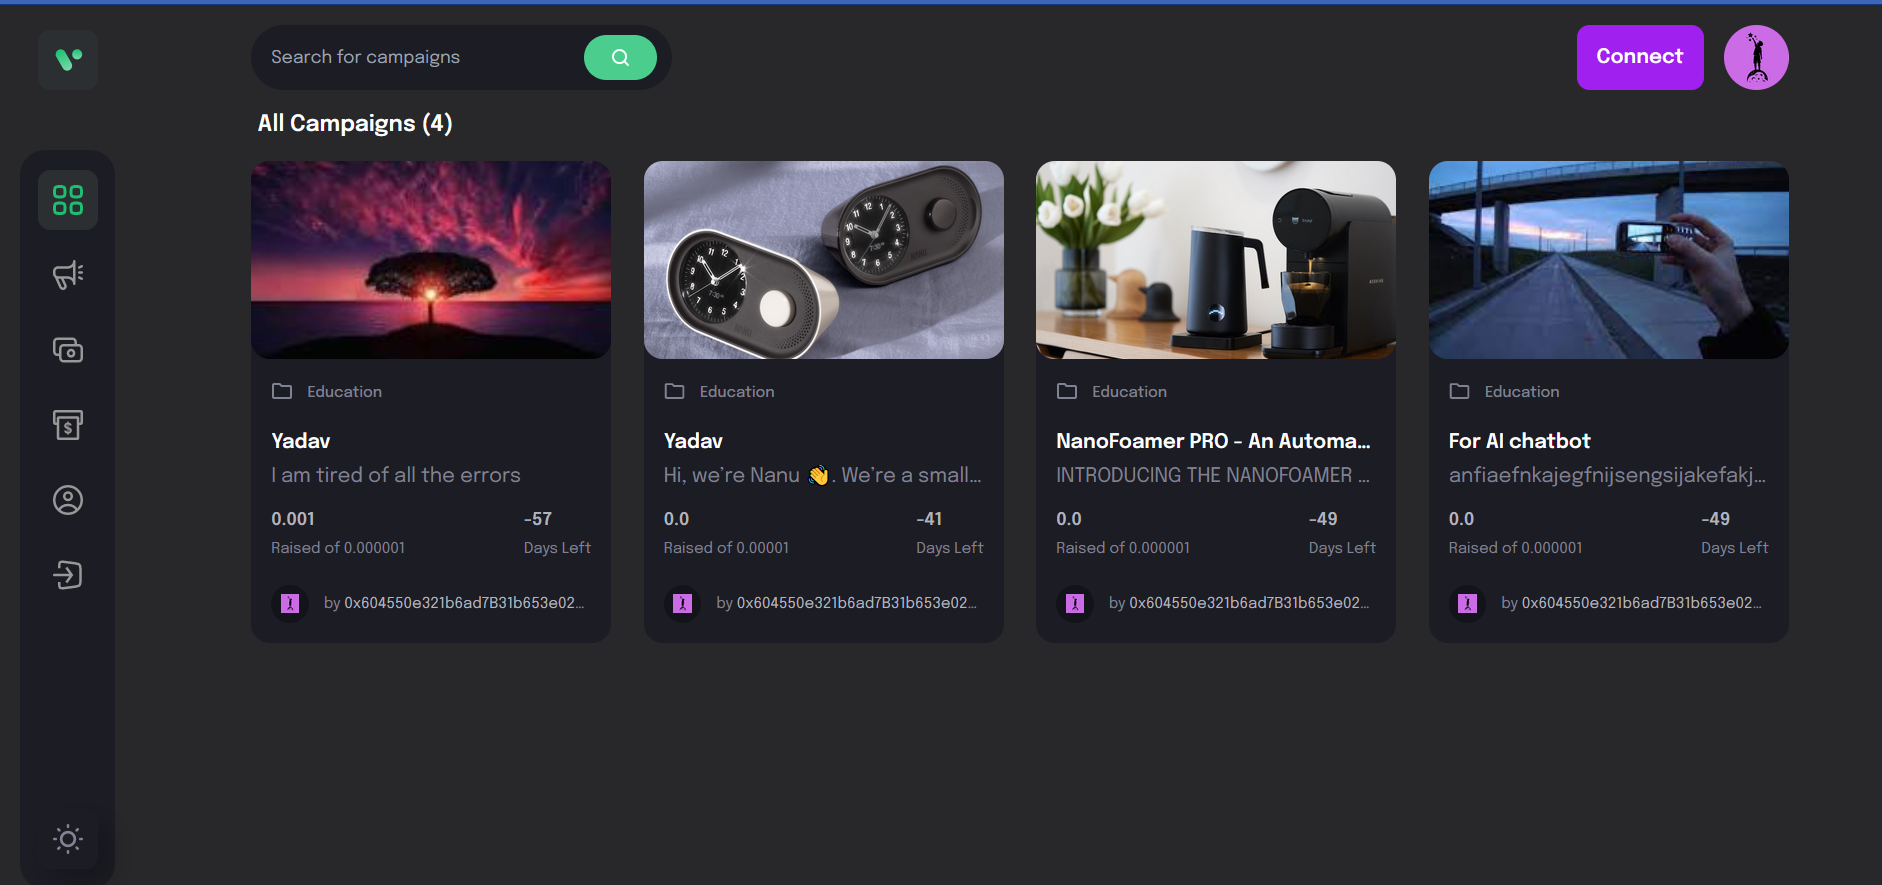 Search for campaigns
Connect
All Campaigns (4)
Education
Yadav
I am tired of all the errors
0.001
-57
Raised of 0.000001
Days Left
by 0x604550e321b6ad7B31b653e02...
Education
Yadav
Hi, we’re Nanu 👋. We’re a small...
0.0
-41
Raised of 0.00001
Days Left
by 0x604550e321b6ad7B31b653e02...
Education
NanoFoamer PRO - An Automa...
INTRODUCING THE NANOFOAMER ...
0.0
-49
Raised of 0.000001
Days Left
by 0x604550e321b6ad7B31b653e02...
Education
For AI chatbot
anfiaefnkajegfnijsengsijakefakj...
0.0
-49
Raised of 0.000001
Days Left
by 0x604550e321b6ad7B31b653e02...